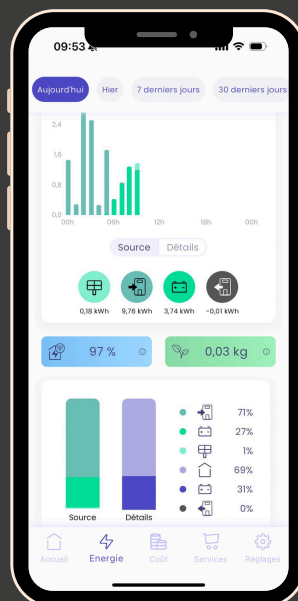 09:53
Aujourd'hui Hier 7 derniers jours 30 derniers jours
2,4
1,6
0,8
0,0
00h 06h 12h 18h 00h
Source Détails
0,18 kWh 9,76 kWh 3,74 kWh -0,01 kWh
97 % 0,03 kg
71%
27%
1%
69%
31%
0%
Source Détails
Accueil Energie Coût Services Réglages